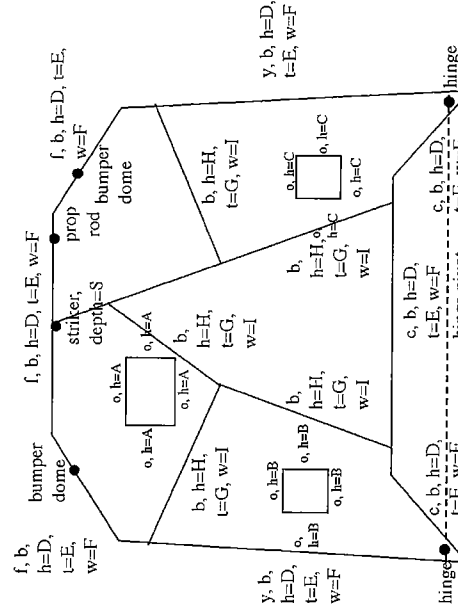 f, b,
h=D,
t=E,
w=F
bumper
dome
f, b, h=D, t=E, w=F
striker,
depth=S
prop
rod
bumper
dome
f, b, h=D, t=E,
w=F
o, h=A
o, h=A
o, h=A
o, h=A
b,
h=H,
t=G,
w=I
b, h=H,
t=G, w=I
b, h=H,
t=G, w=I
y, b, h=D,
t=E, w=F
o, h=C
o, h=C
o, h=C
o, h=C
b,
h=H,
t=G,
w=I
b,
h=H,
t=G,
w=I
o, h=B
o, h=B
o, h=B
o,
h=B
y, b,
h=D,
t=E,
w=F
c, b, h=D,
t=E, w=F
c, b, h=D,
t=E, w=F
c, b, h=D,
hinge
hinge